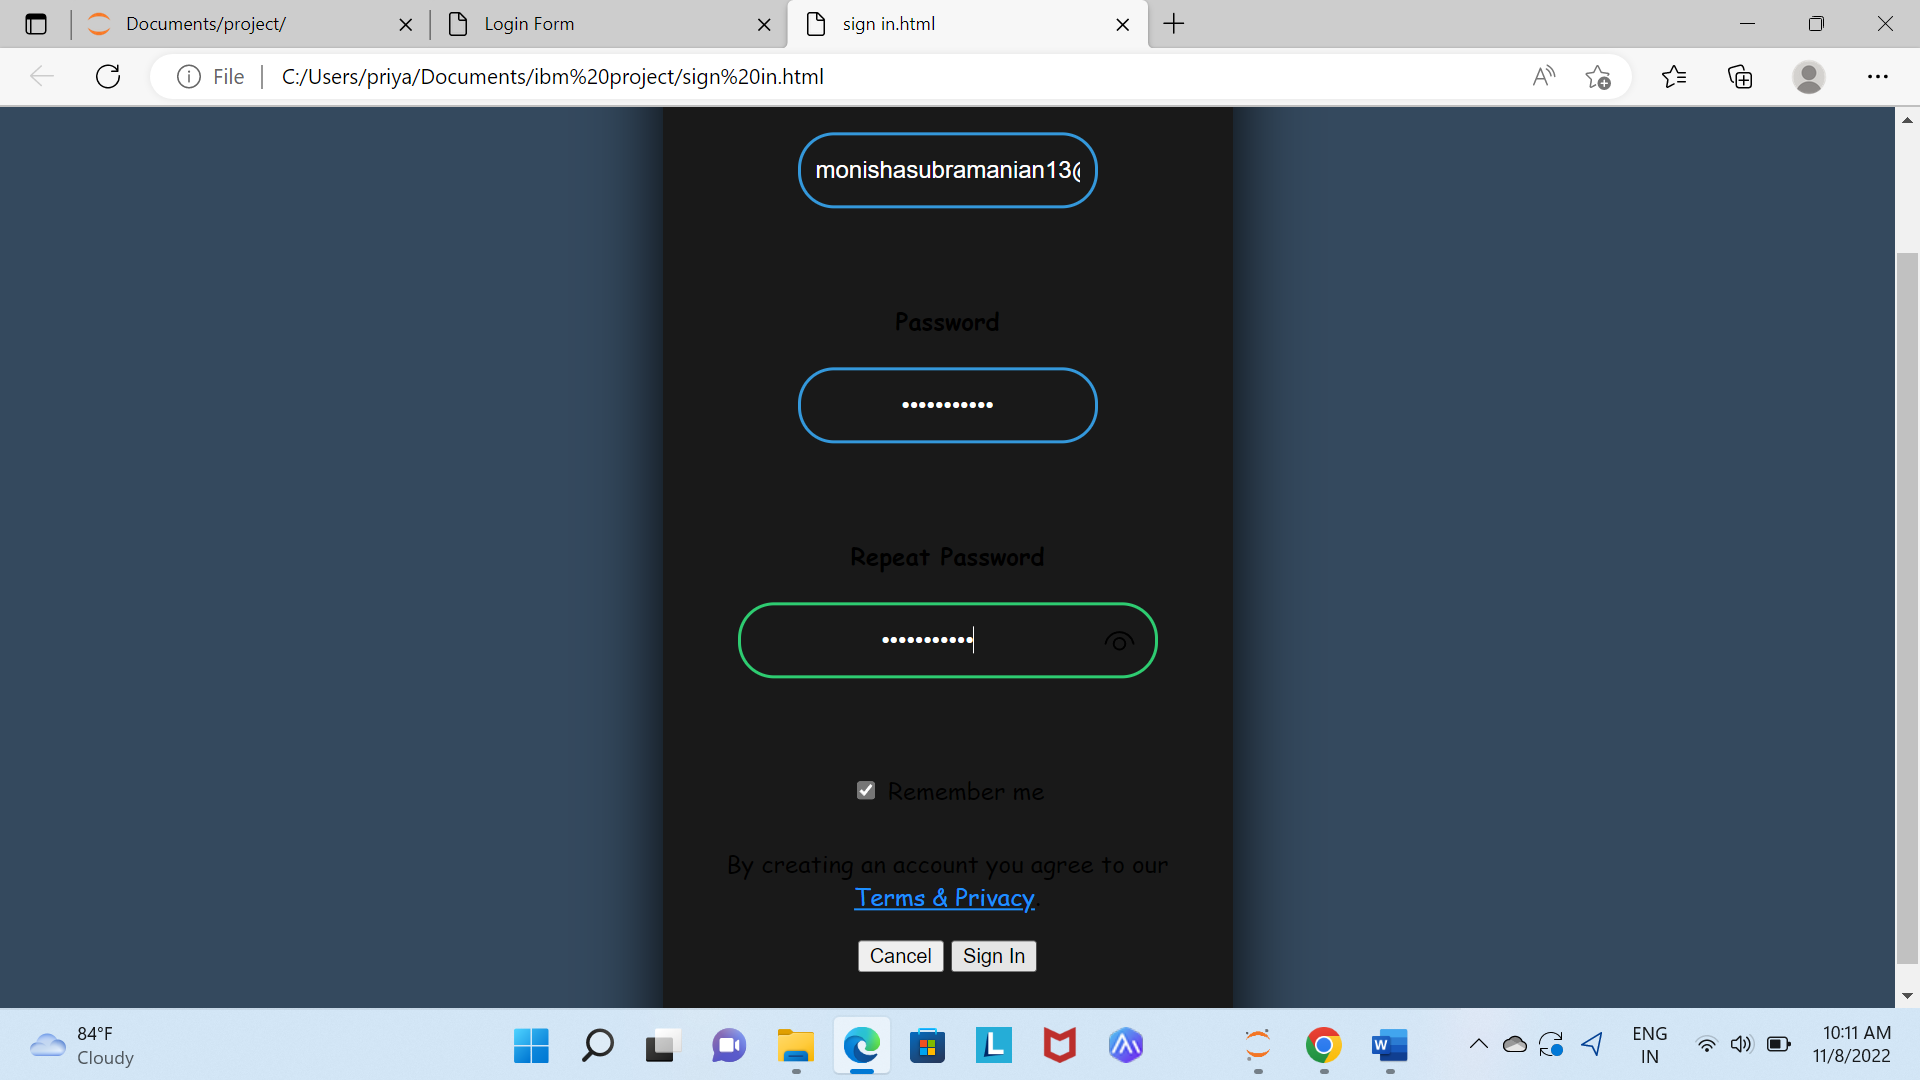 Documents/project/
Login Form
sign in.html
File
C:/Users/priya/Documents/ibm%20project/sign%20in.html
monishasubramanian13@
Password
•••••••••••
Repeat Password
•••••••••••
Remember me
By creating an account you agree to our
Terms & Privacy.
Cancel
Sign In
84°F
Cloudy
ENG
IN
10:11 AM
11/8/2022